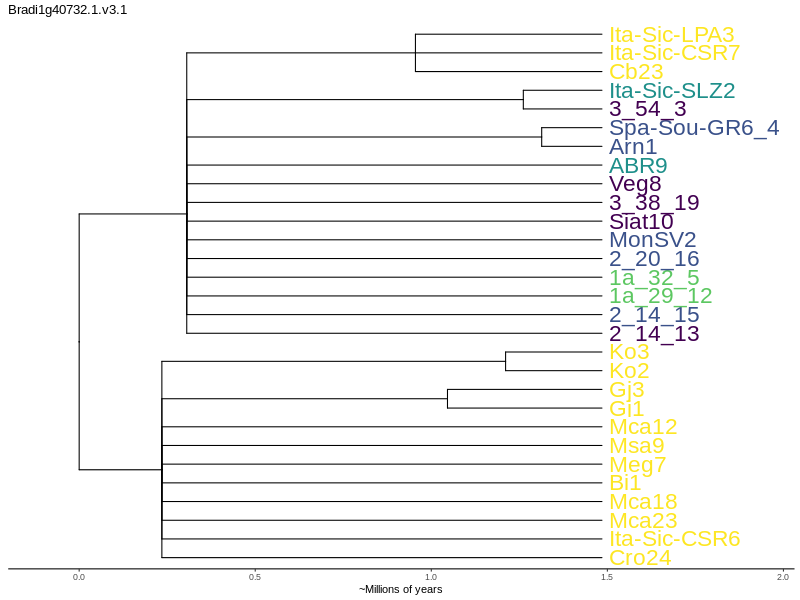 Bradi1g40732.1.v3.1
Ita-Sic-LPA3
Ita-Sic-CSR7
Cb23
Ita-Sic-SLZ2
3_54_3
Spa-Sou-GR6_4
Arn1
ABR9
Veg8
3_38_19
Siat10
MonSV2
2_20_16
1a_32_5
1a_29_12
2_14_15
2_14_13
Ko3
Ko2
Gj3
Gi1
Mca12
Msa9
Meg7
Bi1
Mca18
Mca23
Ita-Sic-CSR6
Cro24
0.0 0.5 1.0 1.5 2.0
~Millions of years